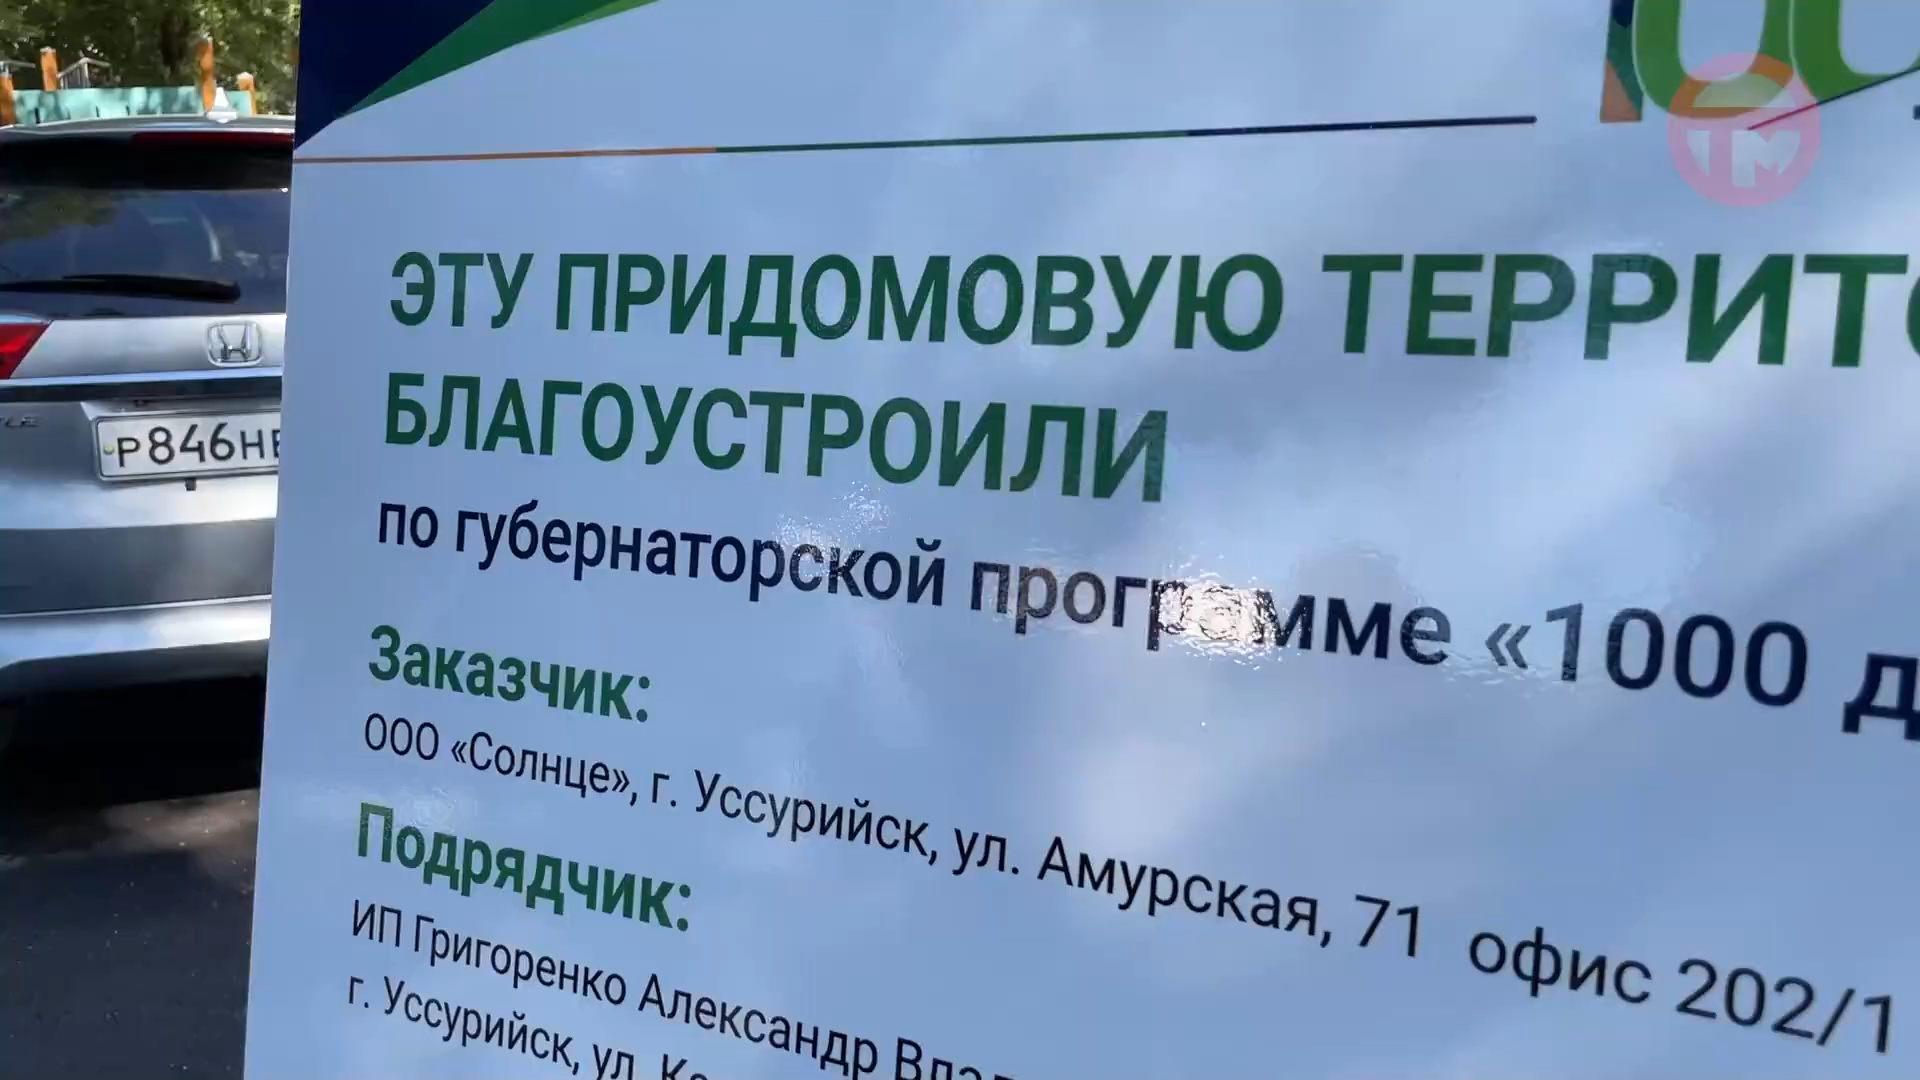 ТМ
ЭТУ ПРИДОМОВУЮ
БЛАГОУСТРОИЛИ
по губернаторской программе «1000
Заказчик:
ООО «Солнце», г. Уссурийск, ул. Амурская, 71 офис 202/1
Подрядчик:
ИП Григоренко Александр
г. Уссурийск, ул.
Р846НЕ